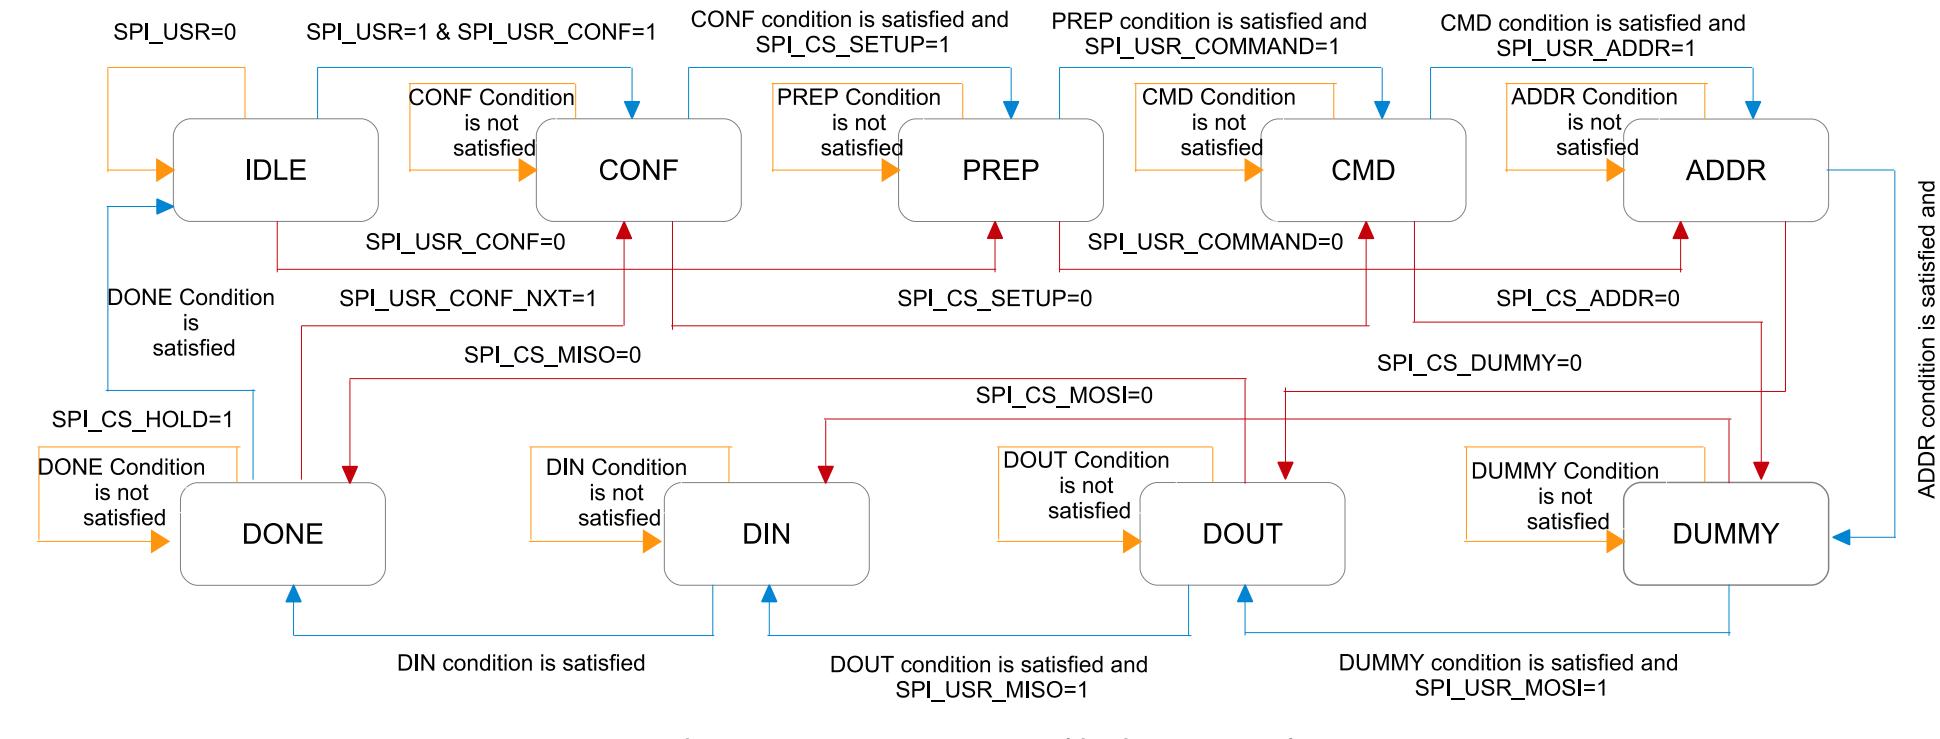 SPI_USR=0
SPI_USR=1 & SPI_USR_CONF=1
CONF condition is satisfied and
SPI_CS_SETUP=1
PREP condition is satisfied and
SPI_USR_COMMAND=1
CMD condition is satisfied and
SPI_USR_ADDR=1
CONF Condition
is not
satisfied
PREP Condition
is not
satisfied
CMD Condition
is not
satisfied
ADDR Condition
is not
satisfied
IDLE
CONF
PREP
CMD
ADDR
ADDR condition is satisfied and
SPI_USR_CONF=0
SPI_USR_COMMAND=0
DONE Condition
is
satisfied
SPI_USR_CONF_NXT=1
SPI_CS_SETUP=0
SPI_CS_ADDR=0
SPI_CS_MISO=0
SPI_CS_DUMMY=0
SPI_CS_MOSI=0
SPI_CS_HOLD=1
DONE Condition
is not
satisfied
DIN Condition
is not
satisfied
DOUT Condition
is not
satisfied
DUMMY Condition
is not
satisfied
DONE
DIN
DOUT
DUMMY
DIN condition is satisfied
DOUT condition is satisfied and
SPI_USR_MISO=1
DUMMY condition is satisfied and
SPI_USR_MOSI=1